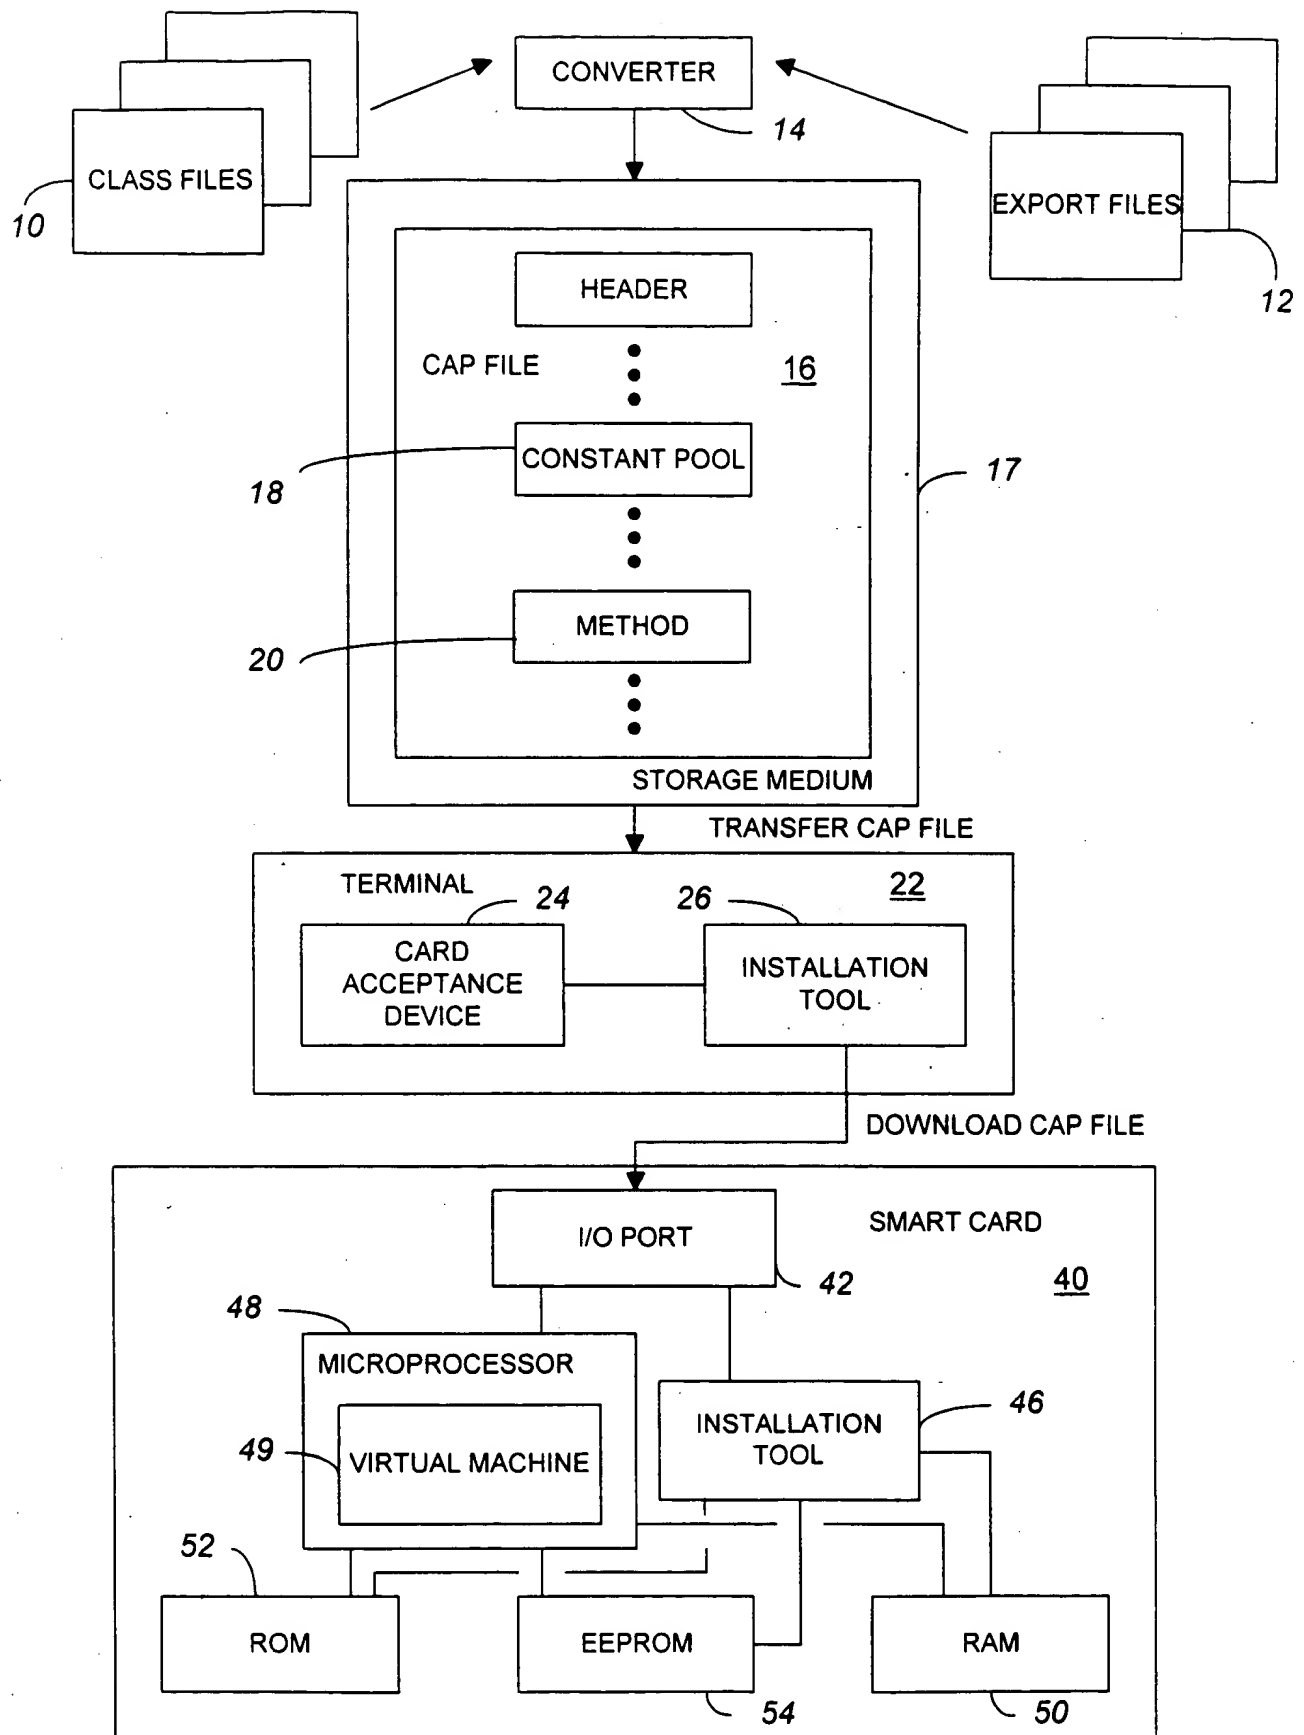 CONVERTER
14
CLASS FILES
10
EXPORT FILES
12
HEADER
CAP FILE
16
CONSTANT POOL
18
17
METHOD
20
STORAGE MEDIUM
TRANSFER CAP FILE
TERMINAL
22
24
26
CARD
ACCEPTANCE
DEVICE
INSTALLATION
TOOL
DOWNLOAD CAP FILE
I/O PORT
SMART CARD
42
40
48
MICROPROCESSOR
INSTALLATION
TOOL
46
49
VIRTUAL MACHINE
52
ROM
EEPROM
RAM
54
50